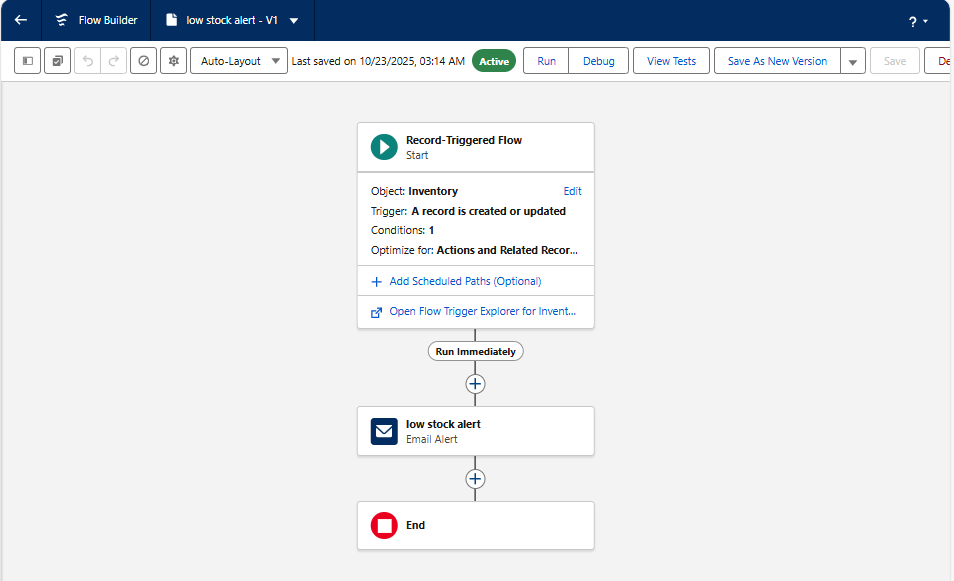 Flow Builder
low stock alert - V1
?
Auto-Layout
Last saved on 10/23/2025, 03:14 AM
Active
Run
Debug
View Tests
Save As New Version
Save
De
Record-Triggered Flow
Start
Object: Inventory
Edit
Trigger: A record is created or updated
Conditions: 1
Optimize for: Actions and Related Recor...
Add Scheduled Paths (Optional)
Open Flow Trigger Explorer for Invent...
Run Immediately
low stock alert
Email Alert
End